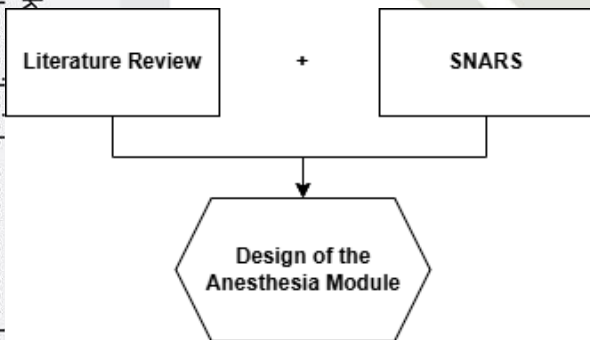 Literature Review
+
SNARS
Design of the
Anesthesia Module